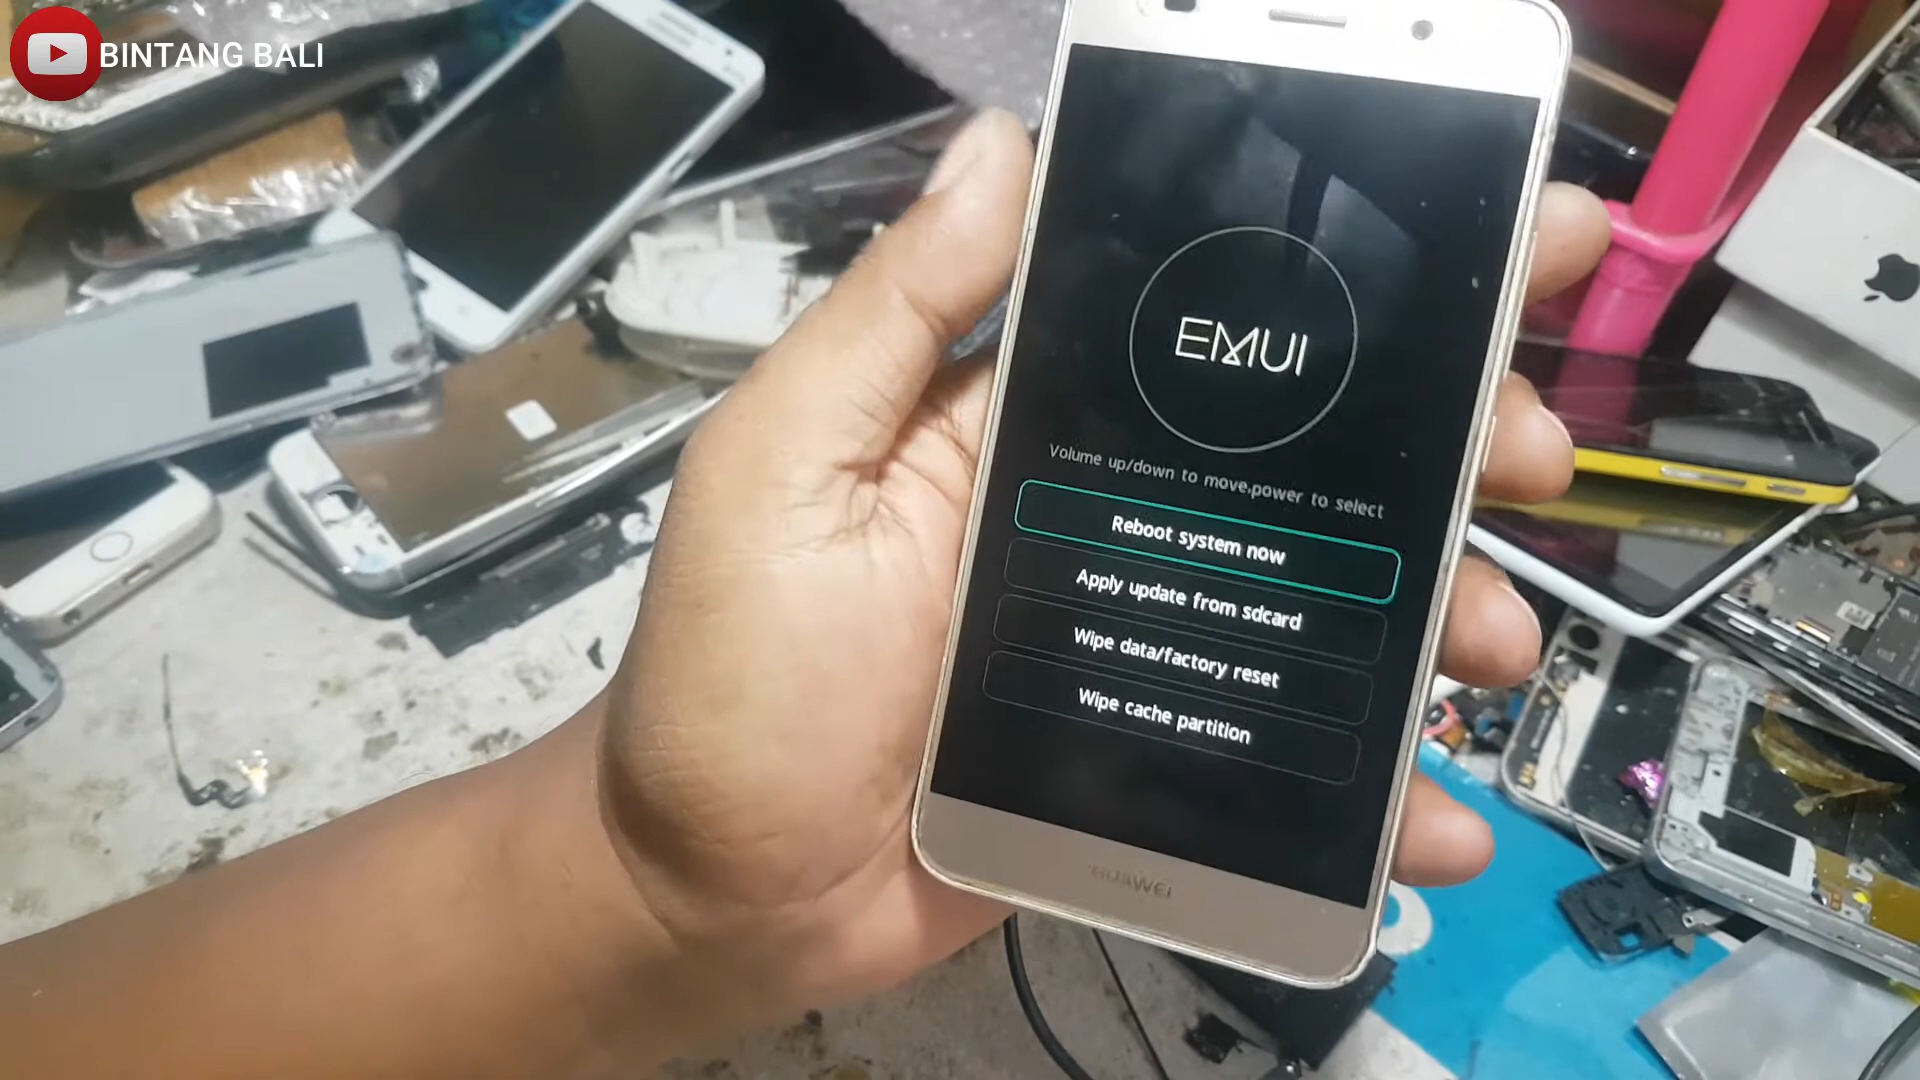 BINTANG BALI
EMUI
Volume up/down to move,power to select
Reboot system now
Apply update from sdcard
Wipe data/factory reset
Wipe cache partition
HUAWEI